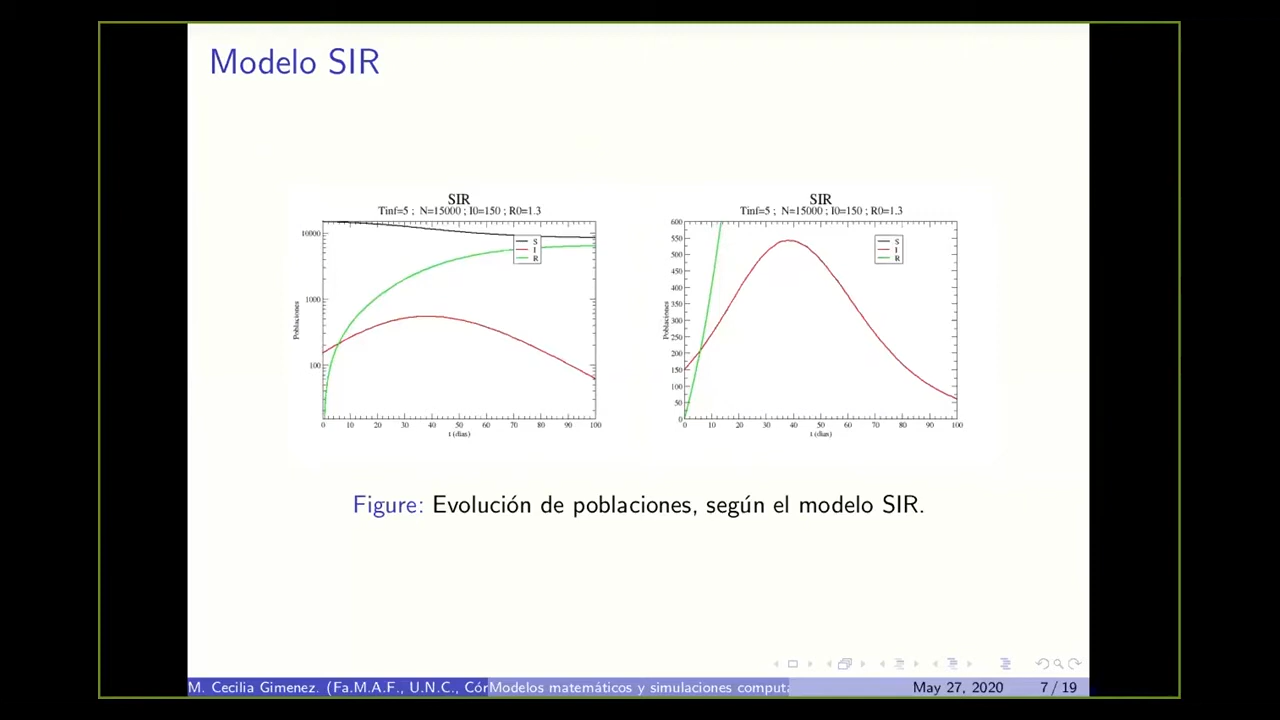 Modelo SIR
SIR
Tinf=5 ; N=15000 ; I0=150 ; R0=1.3
10000
1000
100
Poblaciones
S
I
R
0 10 20 30 40 50 60 70 80 90 100
t (dias)
SIR
Tinf=5 ; N=15000 ; I0=150 ; R0=1.3
600
550
500
450
400
350
300
250
200
150
100
50
0
Poblaciones
S
I
R
0 10 20 30 40 50 60 70 80 90 100
t (dias)
Figure: Evolución de poblaciones, según el modelo SIR.
M. Cecilia Gimenez. (Fa.M.A.F., U.N.C., Cór Modelos matemáticos y simulaciones computa May 27, 2020 7 / 19